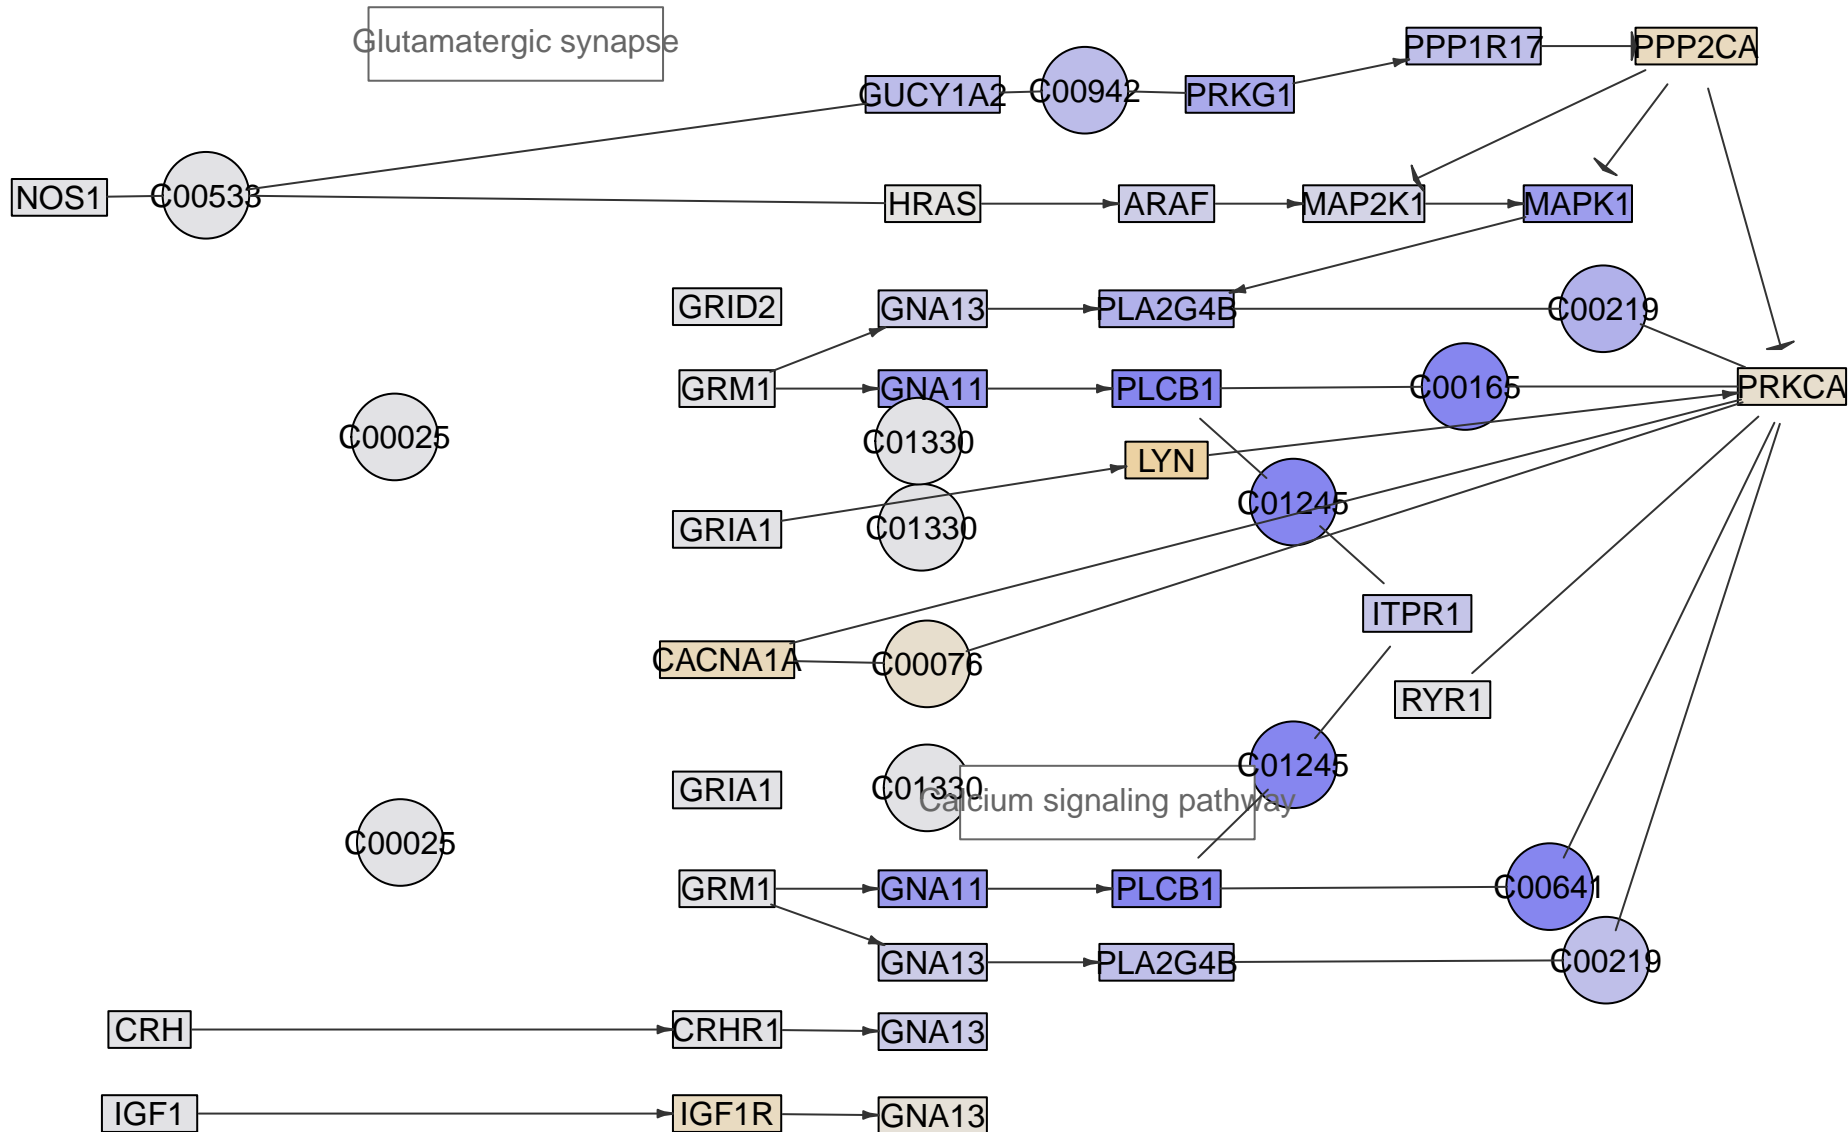 Glutamatergic synapse
PPP1R17
PPP2CA
GUCY1A2
C00942
PRKG1
NOS1
C00533
HRAS
ARAF
MAP2K1
MAPK1
GRID2
GNA13
PLA2G4B
C00219
GRM1
GNA11
PLCB1
C00165
PRKCA
C00025
C01330
LYN
C01245
GRIA1
C01330
ITPR1
CACNA1A
C00076
RYR1
C01245
GRIA1
C01330
Calcium signaling pathway
C00025
GRM1
GNA11
PLCB1
C00641
GNA13
PLA2G4B
C00219
CRH
CRHR1
GNA13
IGF1
IGF1R
GNA13